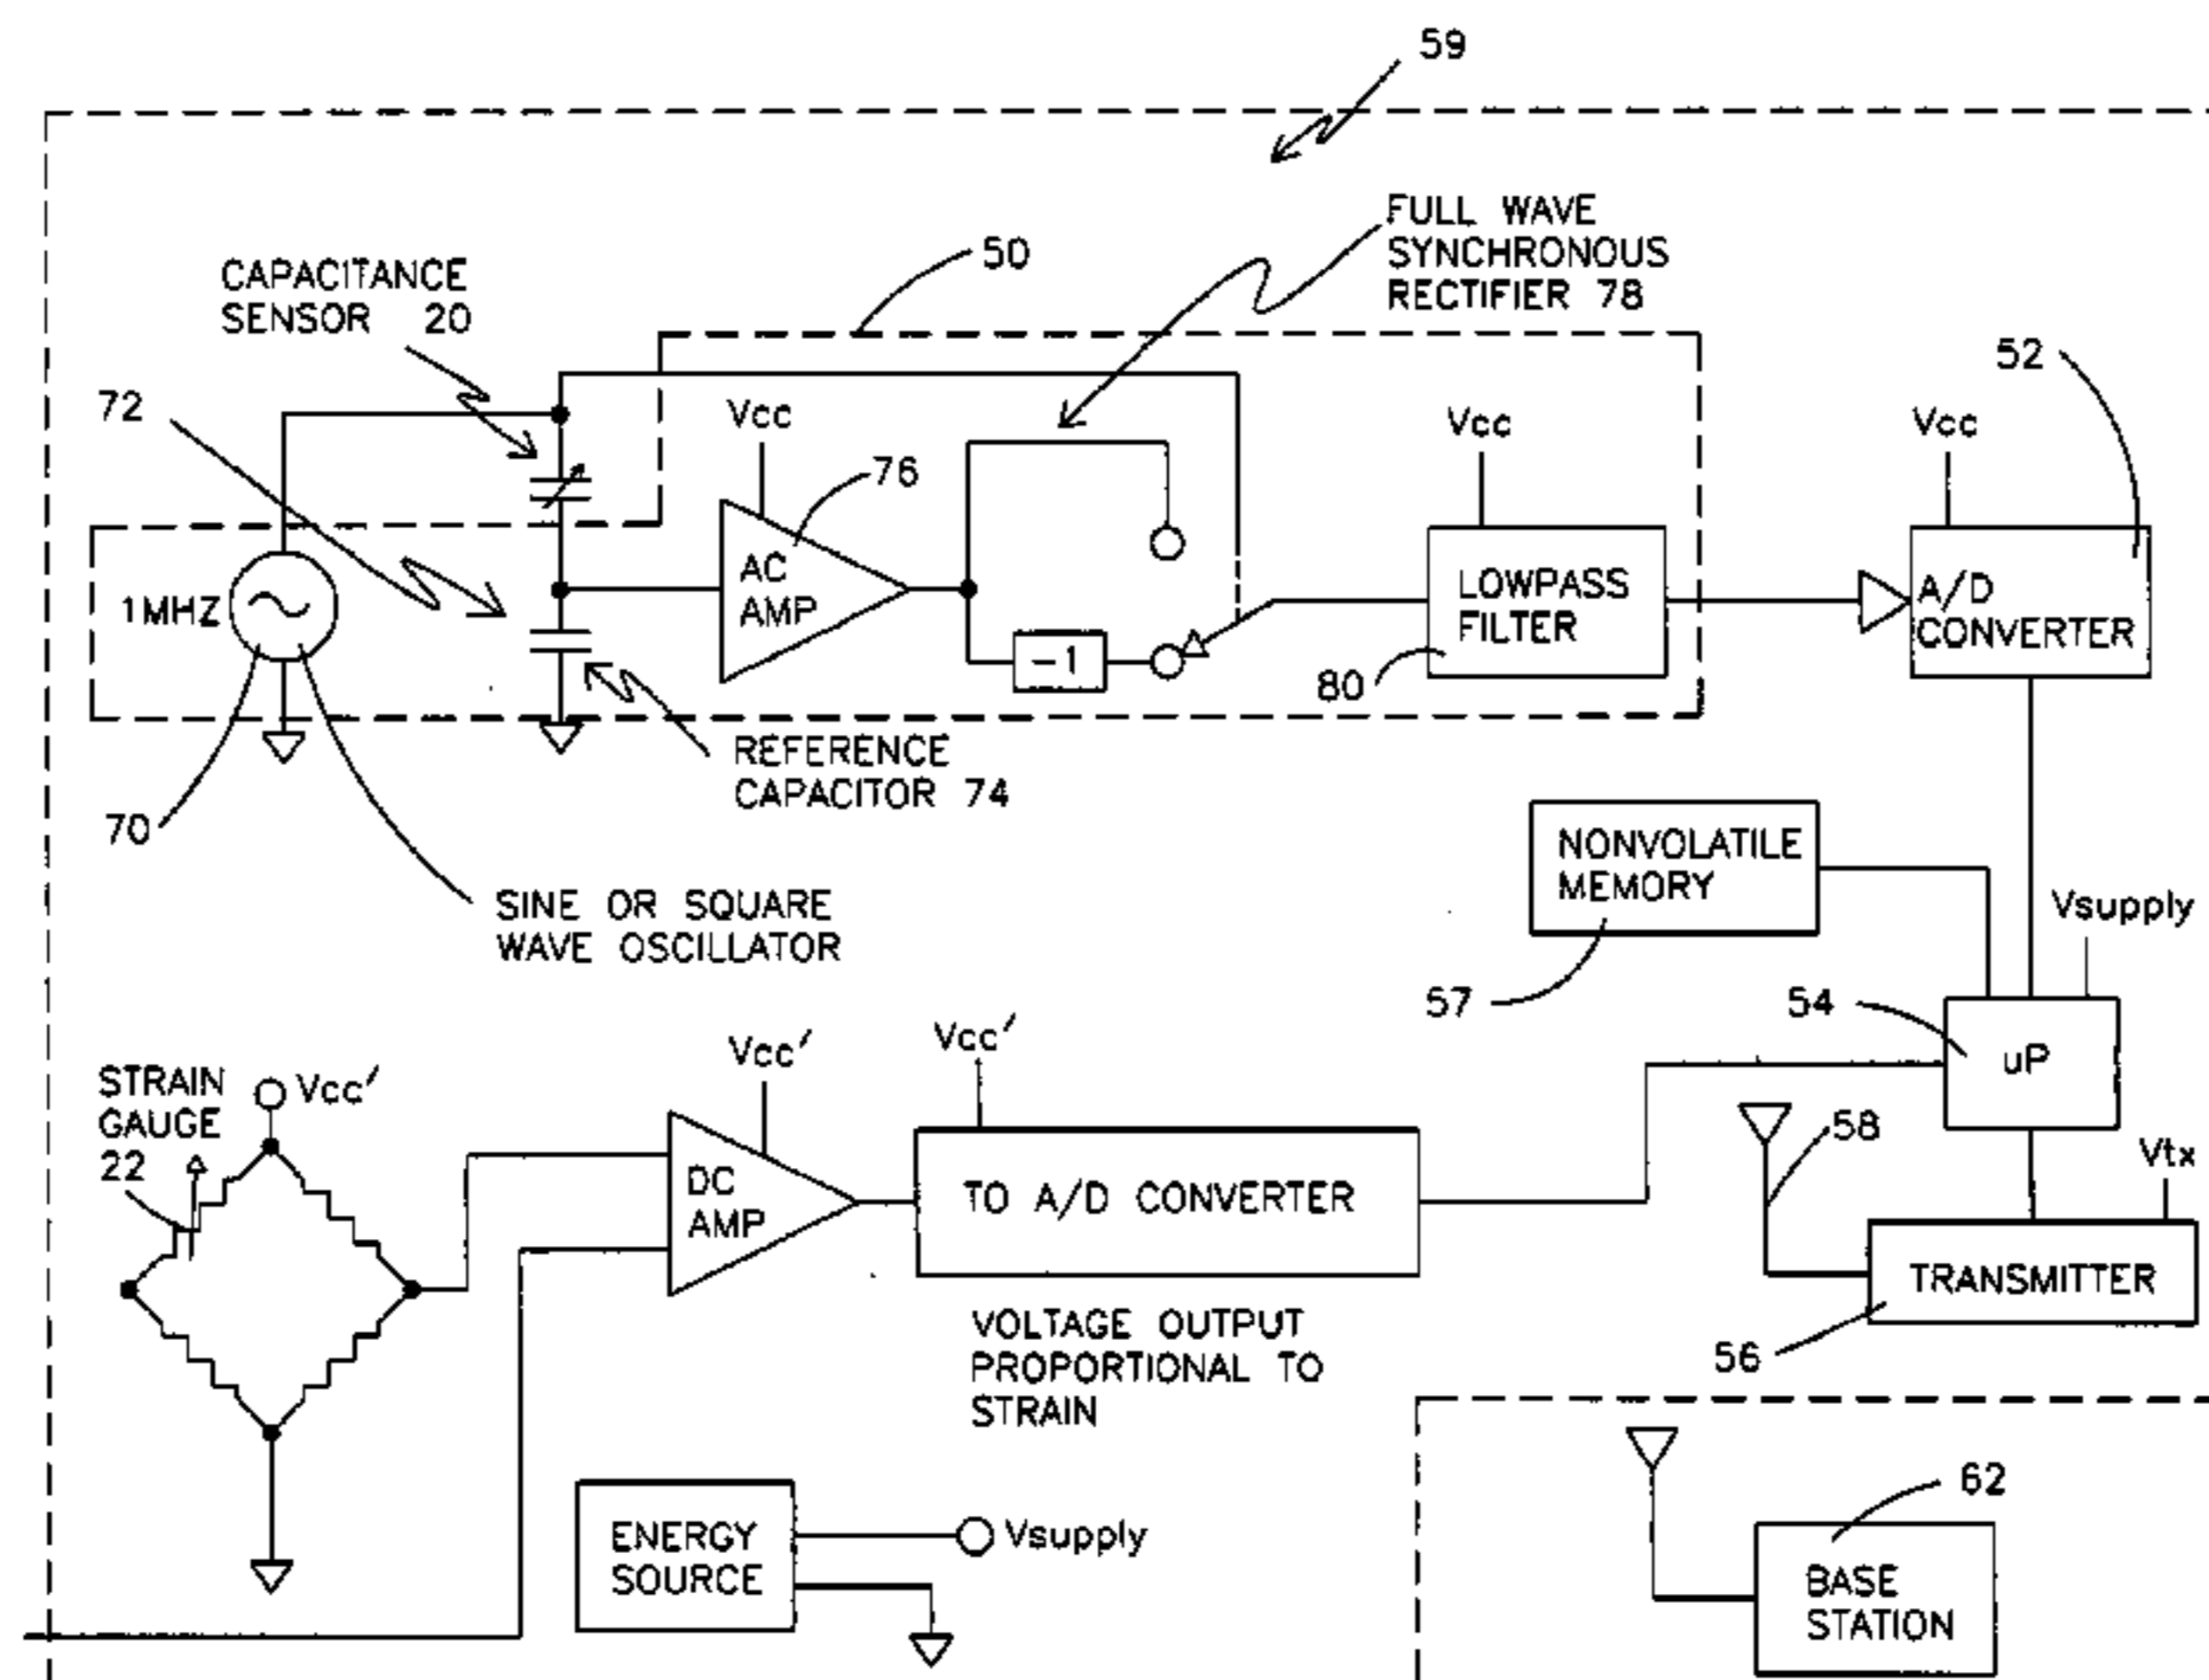 59
FULL WAVE
SYNCHRONOUS
RECTIFIER 78
50
CAPACITANCE
SENSOR 20
52
72
Vcc
Vcc
Vcc
76
1MHZ
AC
AMP
LOWPASS
FILTER
A/D
CONVERTER
-1
80
REFERENCE
CAPACITOR 74
70
NONVOLATILE
MEMORY
SINE OR SQUARE
WAVE OSCILLATOR
Vsupply
57
54
uP
Vcc'
Vcc'
STRAIN
GAUGE
22
Vcc'
58
Vtx
DC
AMP
TO A/D CONVERTER
TRANSMITTER
VOLTAGE OUTPUT
PROPORTIONAL TO
STRAIN
56
62
ENERGY
SOURCE
Vsupply
BASE
STATION